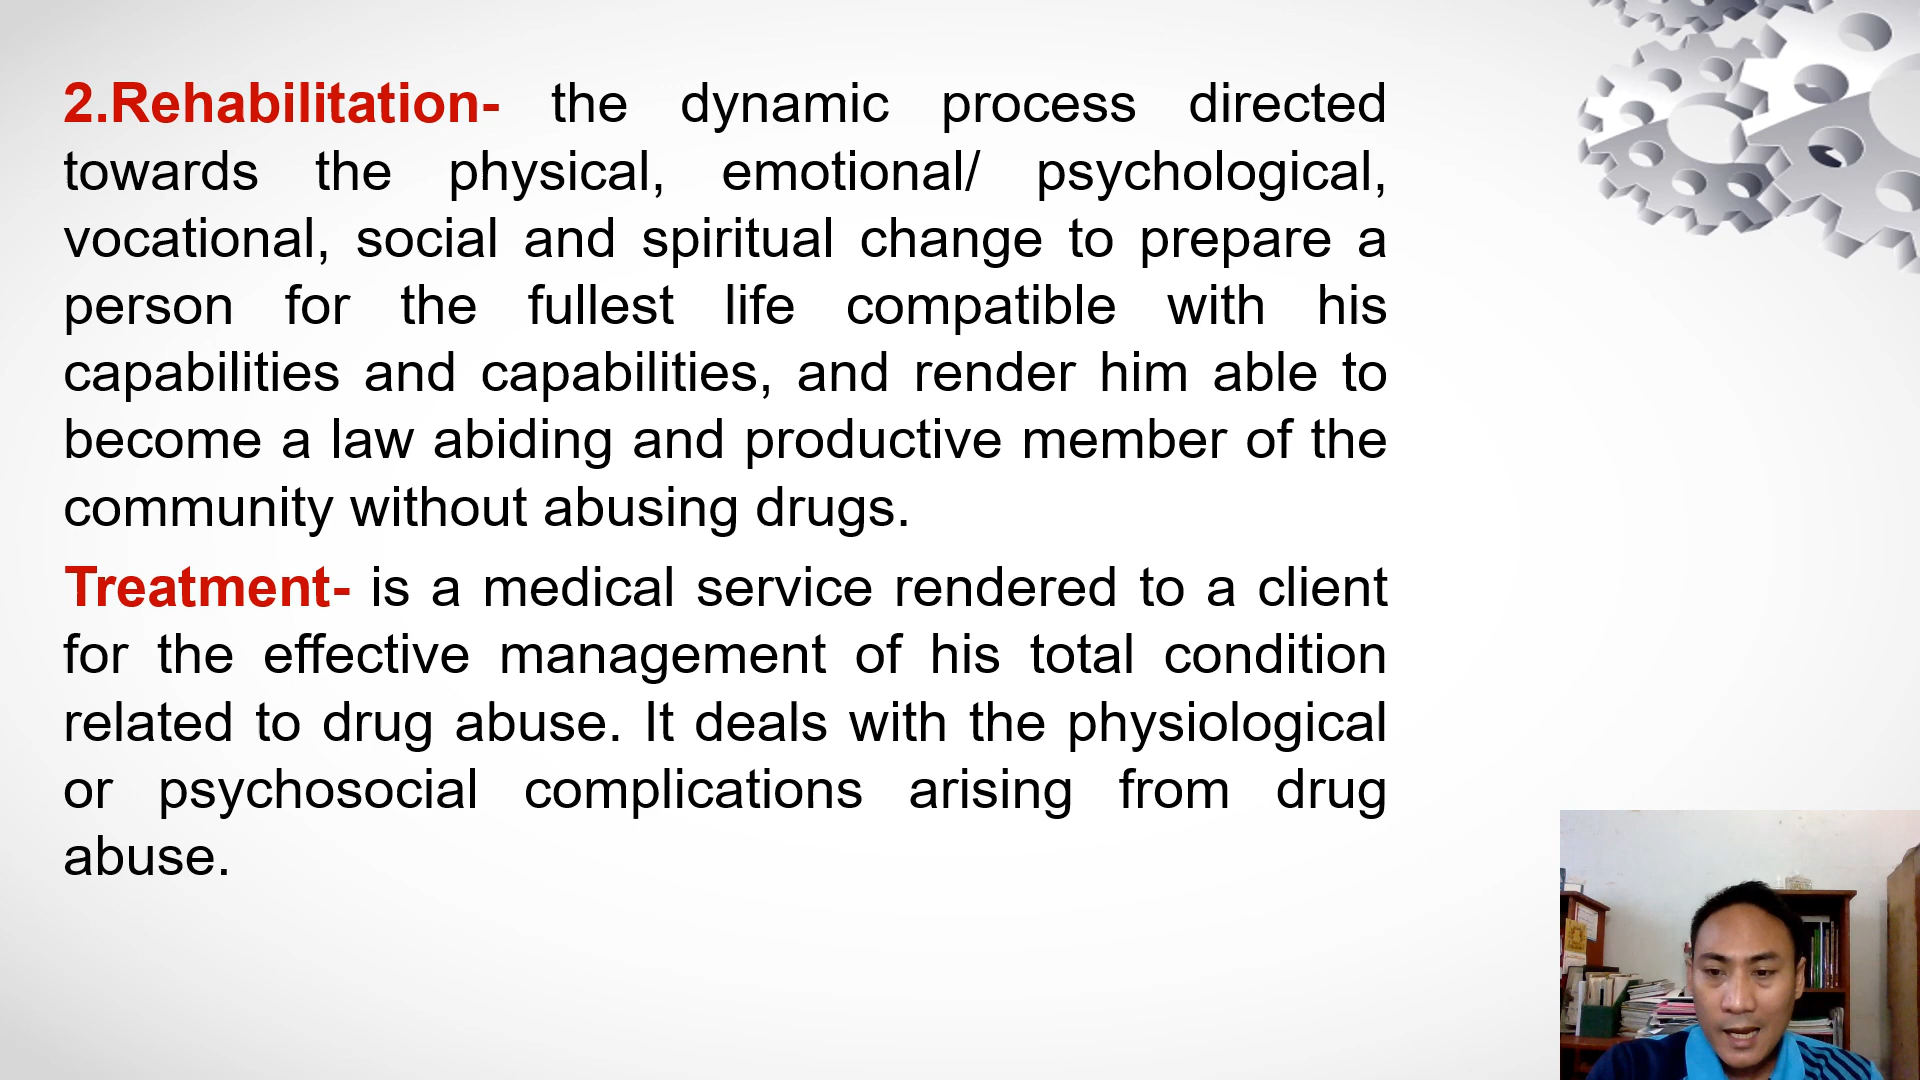 2.Rehabilitation- the dynamic process directed
towards the physical, emotional/ psychological,
vocational, social and spiritual change to prepare a
person for the fullest life compatible with his
capabilities and capabilities, and render him able to
become a law abiding and productive member of the
community without abusing drugs.
Treatment- is a medical service rendered to a client
for the effective management of his total condition
related to drug abuse. It deals with the physiological
or psychosocial complications arising from drug
abuse.